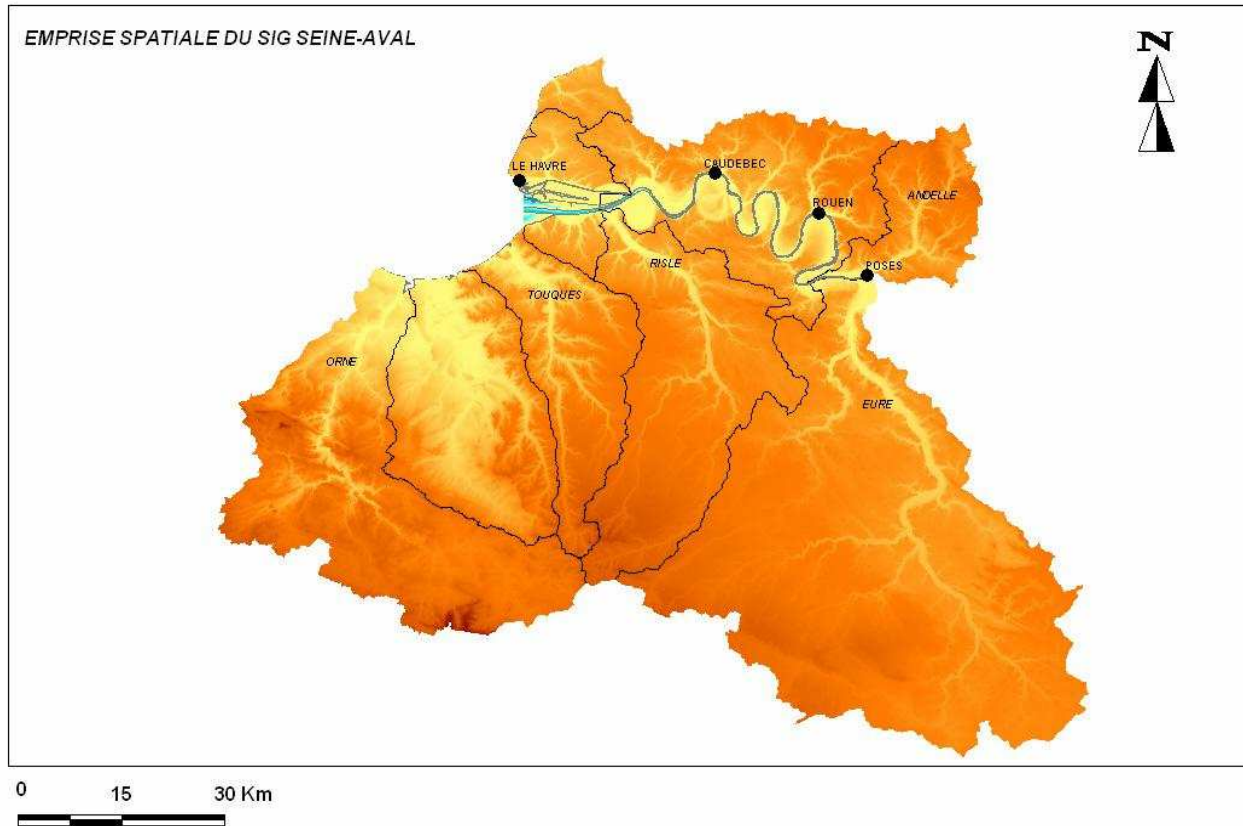 EMPRISE SPATIALE DU SIG SEINE-AVAL
N
LE HAVRE
CAUDEBEC
ANDELLE
ROUEN
RISLE
POSES
TOUQUES
ORNE
EURE
0 15 30 Km